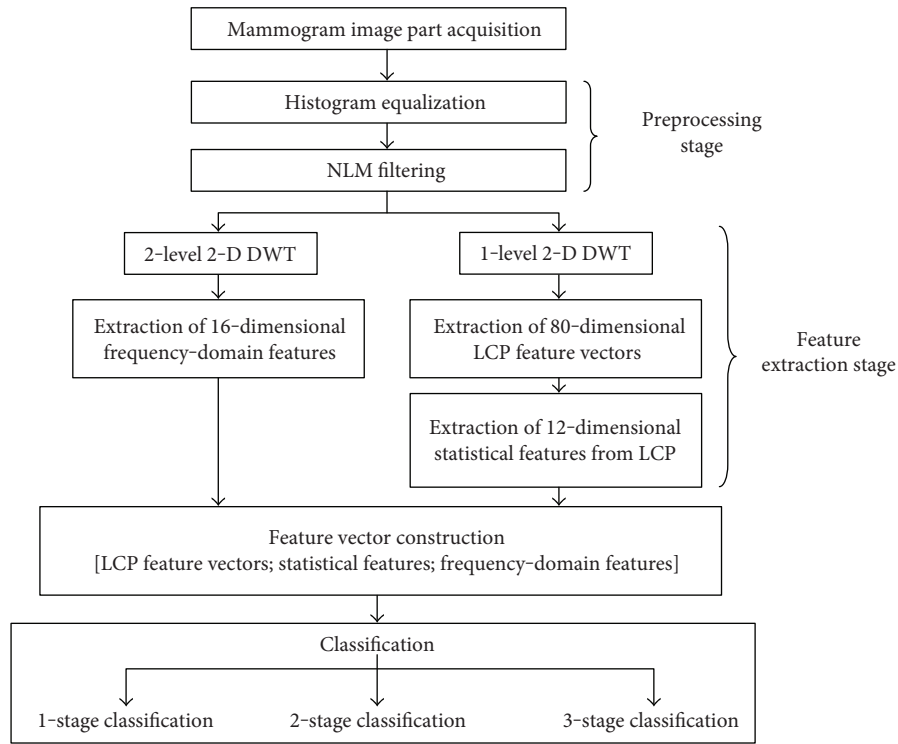 Mammogram image part acquisition
Histogram equalization
NLM filtering
Preprocessing
stage
2-level 2-D DWT
1-level 2-D DWT
Extraction of 16-dimensional
frequency-domain features
Extraction of 80-dimensional
LCP feature vectors
Extraction of 12-dimensional
statistical features from LCP
Feature
extraction stage
Feature vector construction
[LCP feature vectors; statistical features; frequency-domain features]
Classification
1-stage classification
2-stage classification
3-stage classification